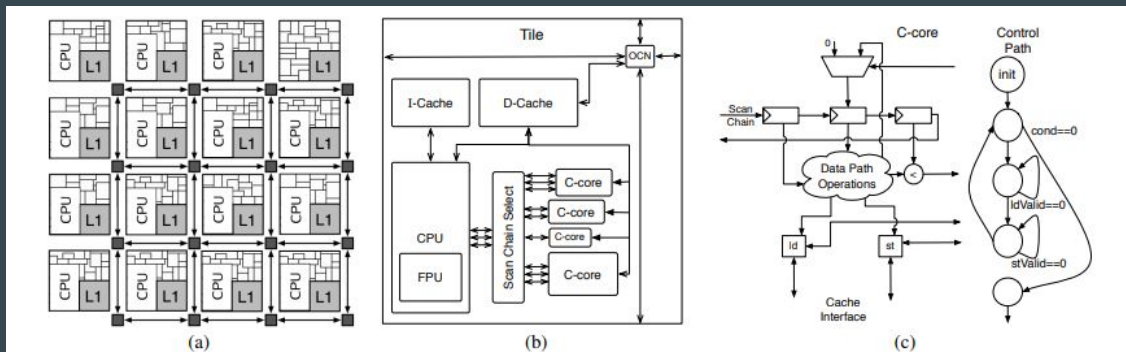 CPU L1 CPU L1 CPU L1 CPU L1
CPU L1 CPU L1 CPU L1 CPU L1
CPU L1 CPU L1 CPU L1 CPU L1
CPU L1 CPU L1 CPU L1 CPU L1
(a)
Tile
OCN
I-Cache
D-Cache
CPU
FPU
Scan Chain Select
C-core
C-core
C-core
C-core
(b)
C-core
0
Scan
Chain
Data Path
Operations
<
ld
st
Cache
Interface
Control
Path
init
cond==0
ldValid==0
stValid==0
(c)